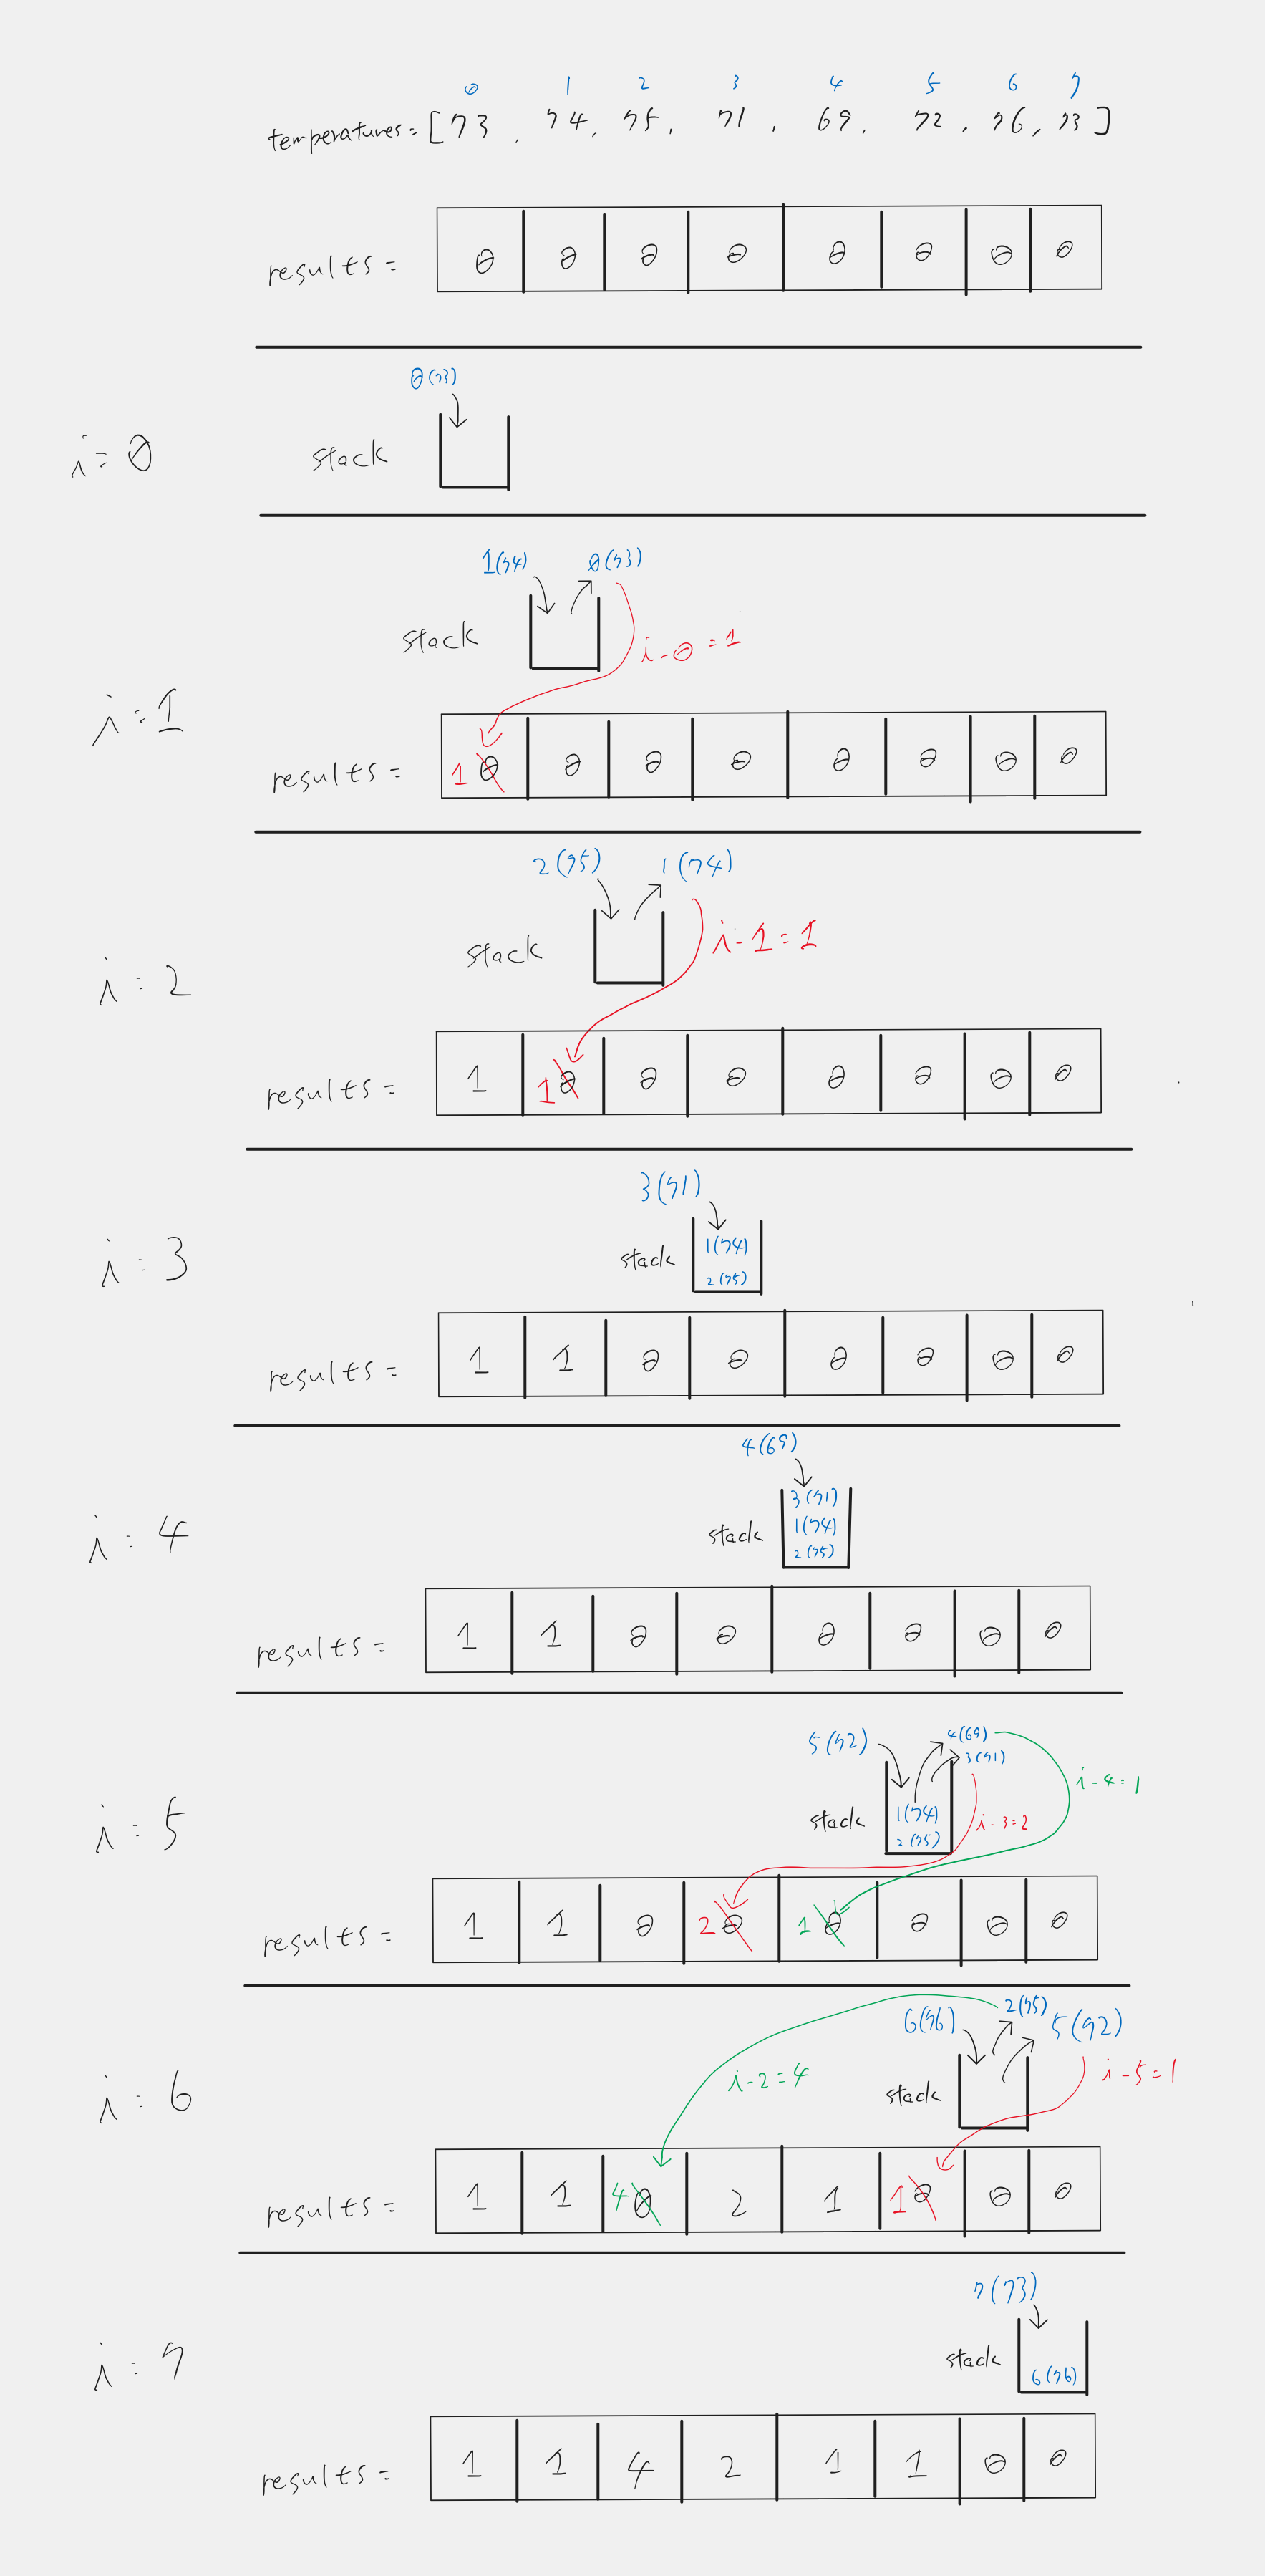 0 1 2 3 4 5 6 7
temperatures = [73, 74, 75, 71, 69, 72, 76, 73]
results = 0 0 0 0 0 0 0 0
0(73)
i = 0 stack
1(74) 0(73)
stack i-0 = 1
i = 1
results = 1 0 0 0 0 0 0 0 0
2(75) 1(74)
stack i-1 = 1
i = 2
results = 1 1 0 0 0 0 0 0 0
3(71)
i = 3 stack 1(74)
2(75)
results = 1 1 0 0 0 0 0 0
4(69)
3(71)
i = 4 stack 1(74)
2(75)
results = 1 1 0 0 0 0 0 0
5(72) 4(69)
3(71)
i-4 = 1
i = 5 stack 1(74) i-3 = 2
2(75)
results = 1 1 0 2 0 1 0 0 0 0
6(76) 2(75) 5(72)
i = 6 i-2 = 4 stack i-5 = 1
results = 1 1 4 0 2 1 1 0 0 0
7(73)
i = 7 stack
6(76)
results = 1 1 4 2 1 1 0 0